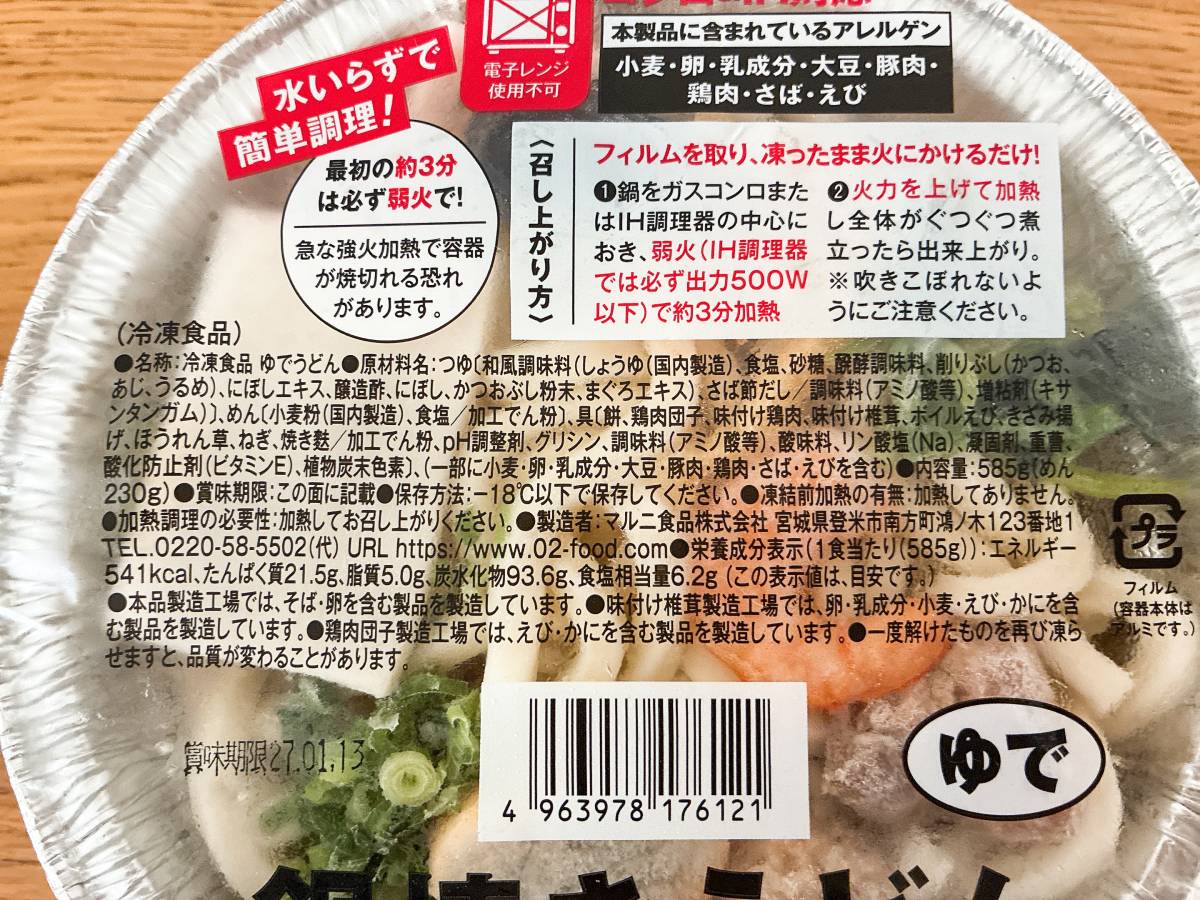 電子レンジ
使用不可
本製品に含まれているアレルゲン
小麦・卵・乳成分・大豆・豚肉・
鶏肉・さば・えび
水いらずで
簡単調理!
最初の約3分
は必ず弱火で!
急な強火加熱で容器
が焼切れる恐れ
があります。
〈召し上がり方〉
フィルムを取り、凍ったまま火にかけるだけ!
❶鍋をガスコンロまた
はIH調理器の中心に
おき、弱火(IH調理器
では必ず出力500W
以下)で約3分加熱
❷火力を上げて加熱
し全体がぐつぐつ煮
立ったら出来上がり。
※吹きこぼれないよ
うにご注意ください。
(冷凍食品)
●名称:冷凍食品 ゆでうどん●原材料名:つゆ〔和風調味料(しょうゆ(国内製造)、食塩、砂糖、醗酵調味料、削りぶし(かつお、
あじ、うるめ)、にぼしエキス、醸造酢、にぼし、かつおぶし粉末、まぐろエキス)、さば節だし/調味料(アミノ酸等)、増粘剤(キサ
ンタンガム)〕、めん〔小麦粉(国内製造)、食塩/加工でん粉〕、具〔餅、鶏肉団子、味付け鶏肉、味付け椎茸、ボイルえび、きざみ揚
げ、ほうれん草、ねぎ、焼き麩/加工でん粉、pH調整剤、グリシン、調味料(アミノ酸等)、酸味料、リン酸塩(Na)、凝固剤、重曹、
酸化防止剤(ビタミンE)、植物炭末色素〕、(一部に小麦・卵・乳成分・大豆・豚肉・鶏肉・さば・えびを含む)●内容量:585g(めん
230g)●賞味期限:この面に記載●保存方法:−18℃以下で保存してください。●凍結前加熱の有無:加熱してありません。
●加熱調理の必要性:加熱してお召し上がりください。●製造者:マルニ食品株式会社 宮城県登米市南方町鴻ノ木123番地1
TEL.0220-58-5502(代) URL https://www.02-food.com●栄養成分表示(1食当たり(585g)):エネルギー
541kcal、たんぱく質21.5g、脂質5.0g、炭水化物93.6g、食塩相当量6.2g(この表示値は、目安です。)
●本品製造工場では、そば・卵を含む製品を製造しています。●味付け椎茸製造工場では、卵・乳成分・小麦・えび・かにを含
む製品を製造しています。●鶏肉団子製造工場では、えび・かにを含む製品を製造しています。●一度解けたものを再び凍ら
せますと、品質が変わることがあります。
プラ
フィルム
(容器本体は
アルミです。)
賞味期限27.01.13
4 963978 176121
ゆで
鍋焼きうどん